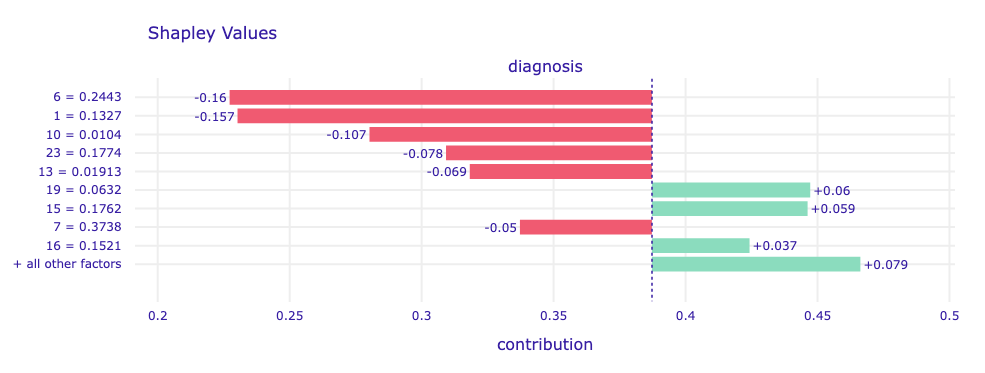 Shapley Values
diagnosis
6 = 0.2443
-0.16
1 = 0.1327
-0.157
10 = 0.0104
-0.107
23 = 0.1774
-0.078
13 = 0.01913
-0.069
19 = 0.0632
+0.06
15 = 0.1762
+0.059
7 = 0.3738
-0.05
16 = 0.1521
+0.037
+ all other factors
+0.079
0.2 0.25 0.3 0.35 0.4 0.45 0.5
contribution